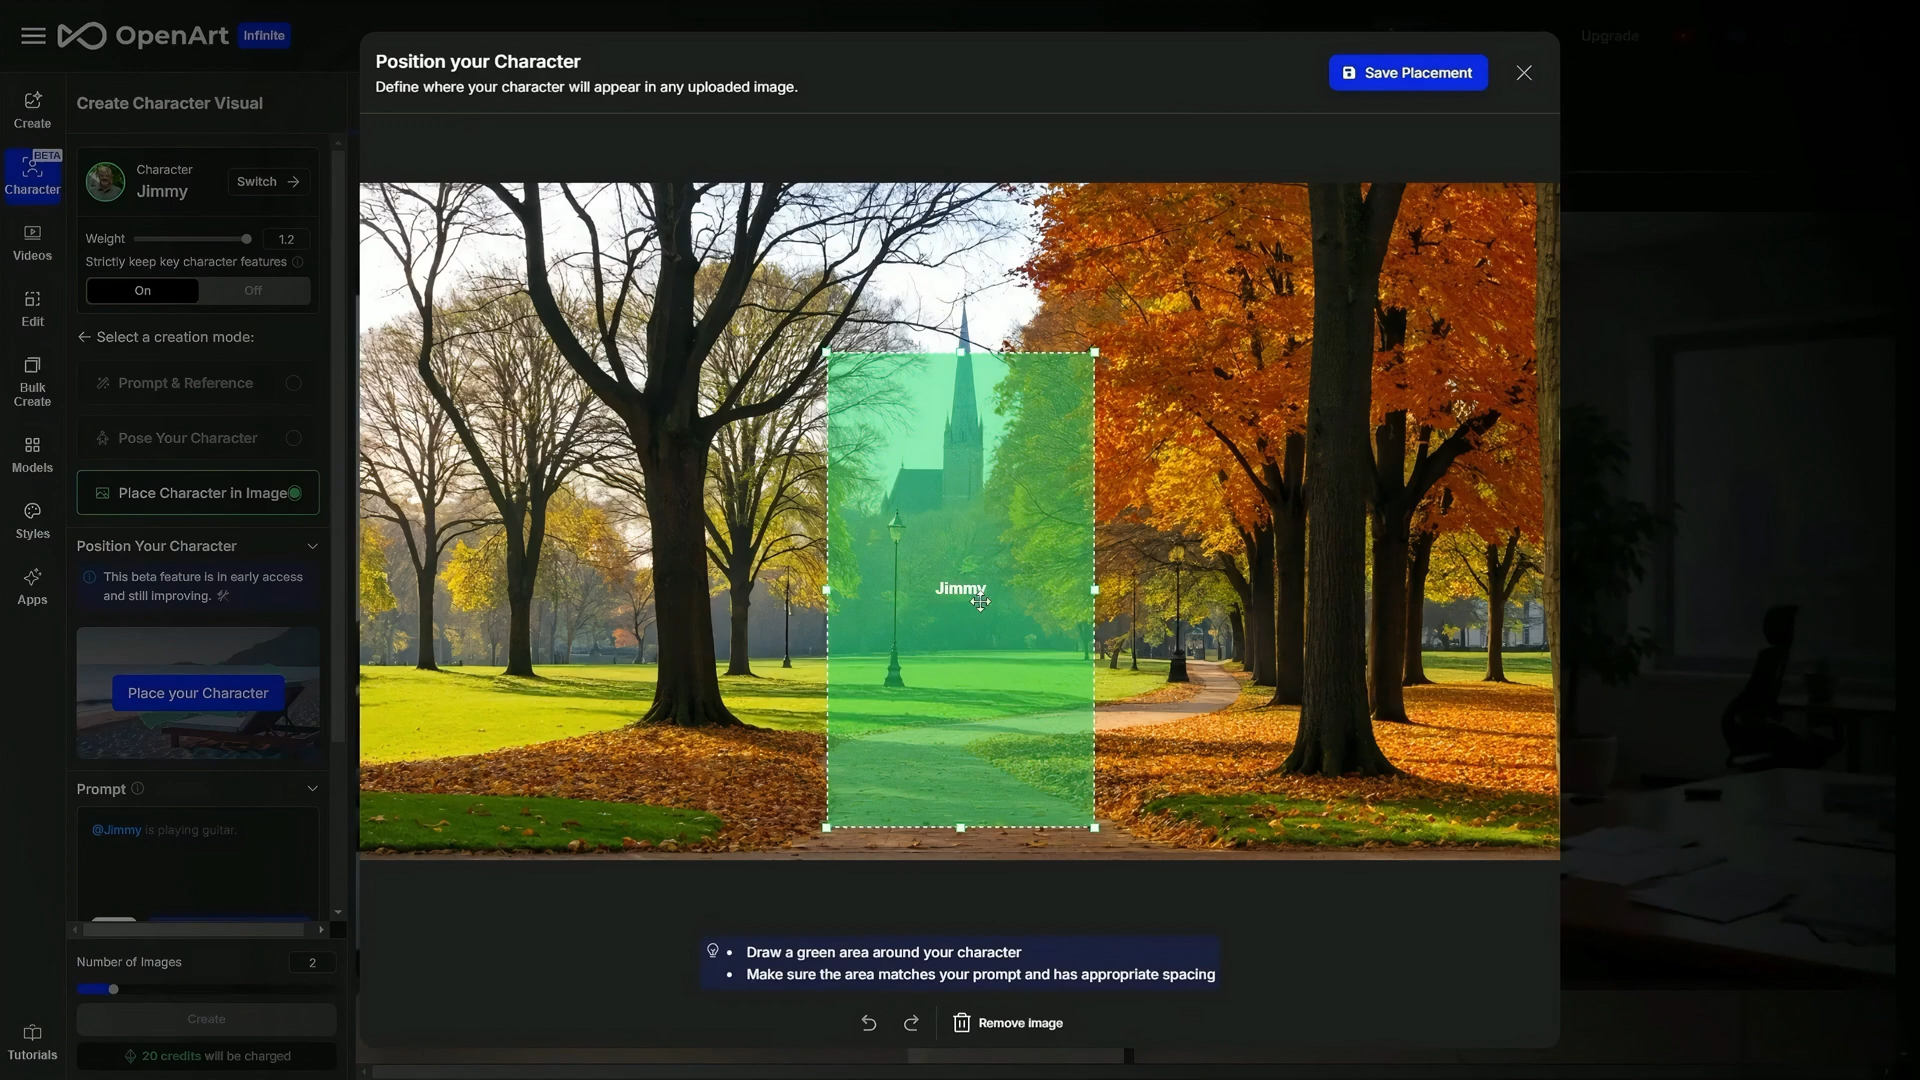 OpenArt Infinite
Upgrade
Position your Character
Define where your character will appear in any uploaded image.
Save Placement
Create
BETA
Character
Videos
Edit
Bulk
Create
Models
Styles
Apps
Tutorials
Create Character Visual
Character
Jimmy
Switch
Weight 1.2
Strictly keep key character features
On Off
Select a creation mode:
Prompt & Reference
Pose Your Character
Place Character in Image
Position Your Character
This beta feature is in early access
and still improving.
Place your Character
Prompt
@Jimmy is playing guitar.
Number of Images 2
Create
20 credits will be charged
Jimmy
Draw a green area around your character
Make sure the area matches your prompt and has appropriate spacing
Remove image